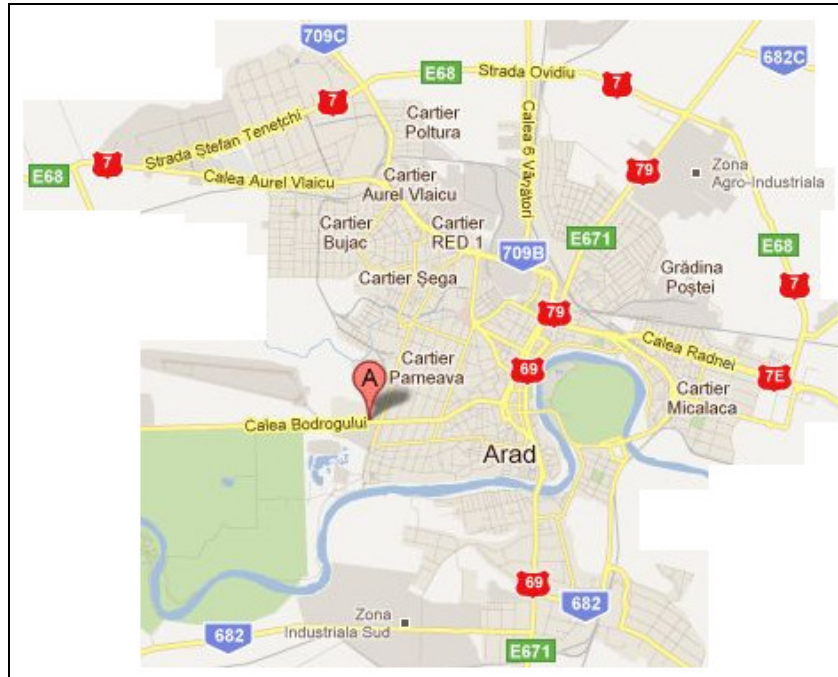 709C
682C
E68
Strada Ovidiu
7
7
Cartier
Poltura
Calea 6 Vânători
Strada Ștefan Tenețchi
7
E68
Calea Aurel Vlaicu
79
Zona
Agro-Industriala
Cartier
Aurel Vlaicu
Cartier
Bujac
Cartier
RED 1
E671
709B
E68
Cartier Șega
Grădina
Poștei
7
79
Calea Radnei
Cartier
Parneava
69
7E
A
Cartier
Micalaca
Calea Bodrogului
Arad
69
682
Zona
Industriala Sud
682
E671